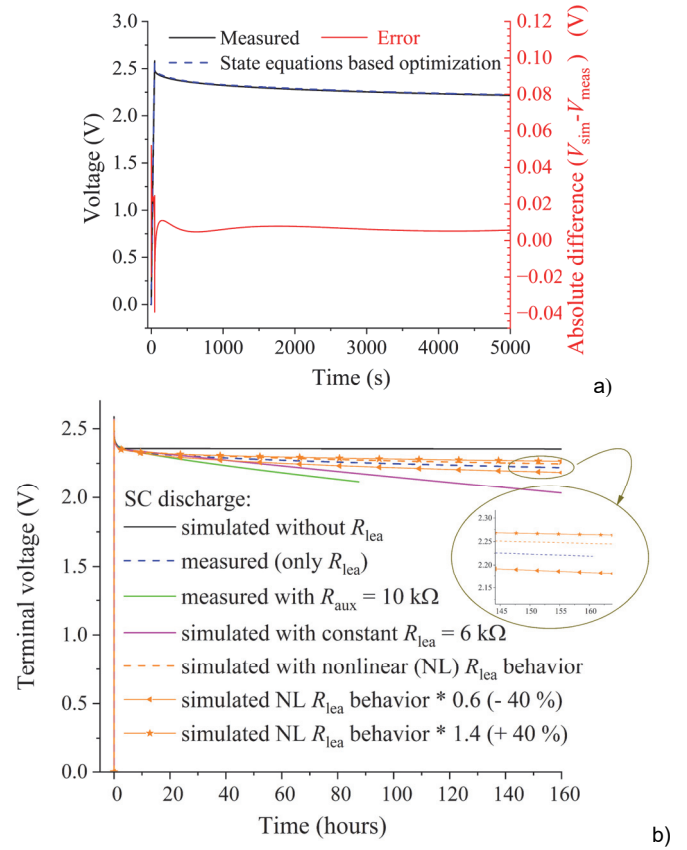 Measured
Error
State equations based optimization
Voltage (V)
3.0
2.5
2.0
1.5
1.0
0.5
0.0
0.12
0.10
0.08
0.06
0.04
0.02
0.00
−0.02
−0.04
Absolute difference (Vsim-Vmeas) (V)
0 1000 2000 3000 4000 5000
Time (s)
a)
Terminal voltage (V)
2.5
2.0
1.5
1.0
0.5
0.0
SC discharge:
simulated without Rlea
measured (only Rlea)
measured with Raux = 10 kΩ
simulated with constant Rlea = 6 kΩ
simulated with nonlinear (NL) Rlea behavior
simulated NL Rlea behavior * 0.6 (- 40 %)
simulated NL Rlea behavior * 1.4 (+ 40 %)
2.30
2.25
2.20
2.15
145 150 155 160
0 20 40 60 80 100 120 140 160
Time (hours)
b)